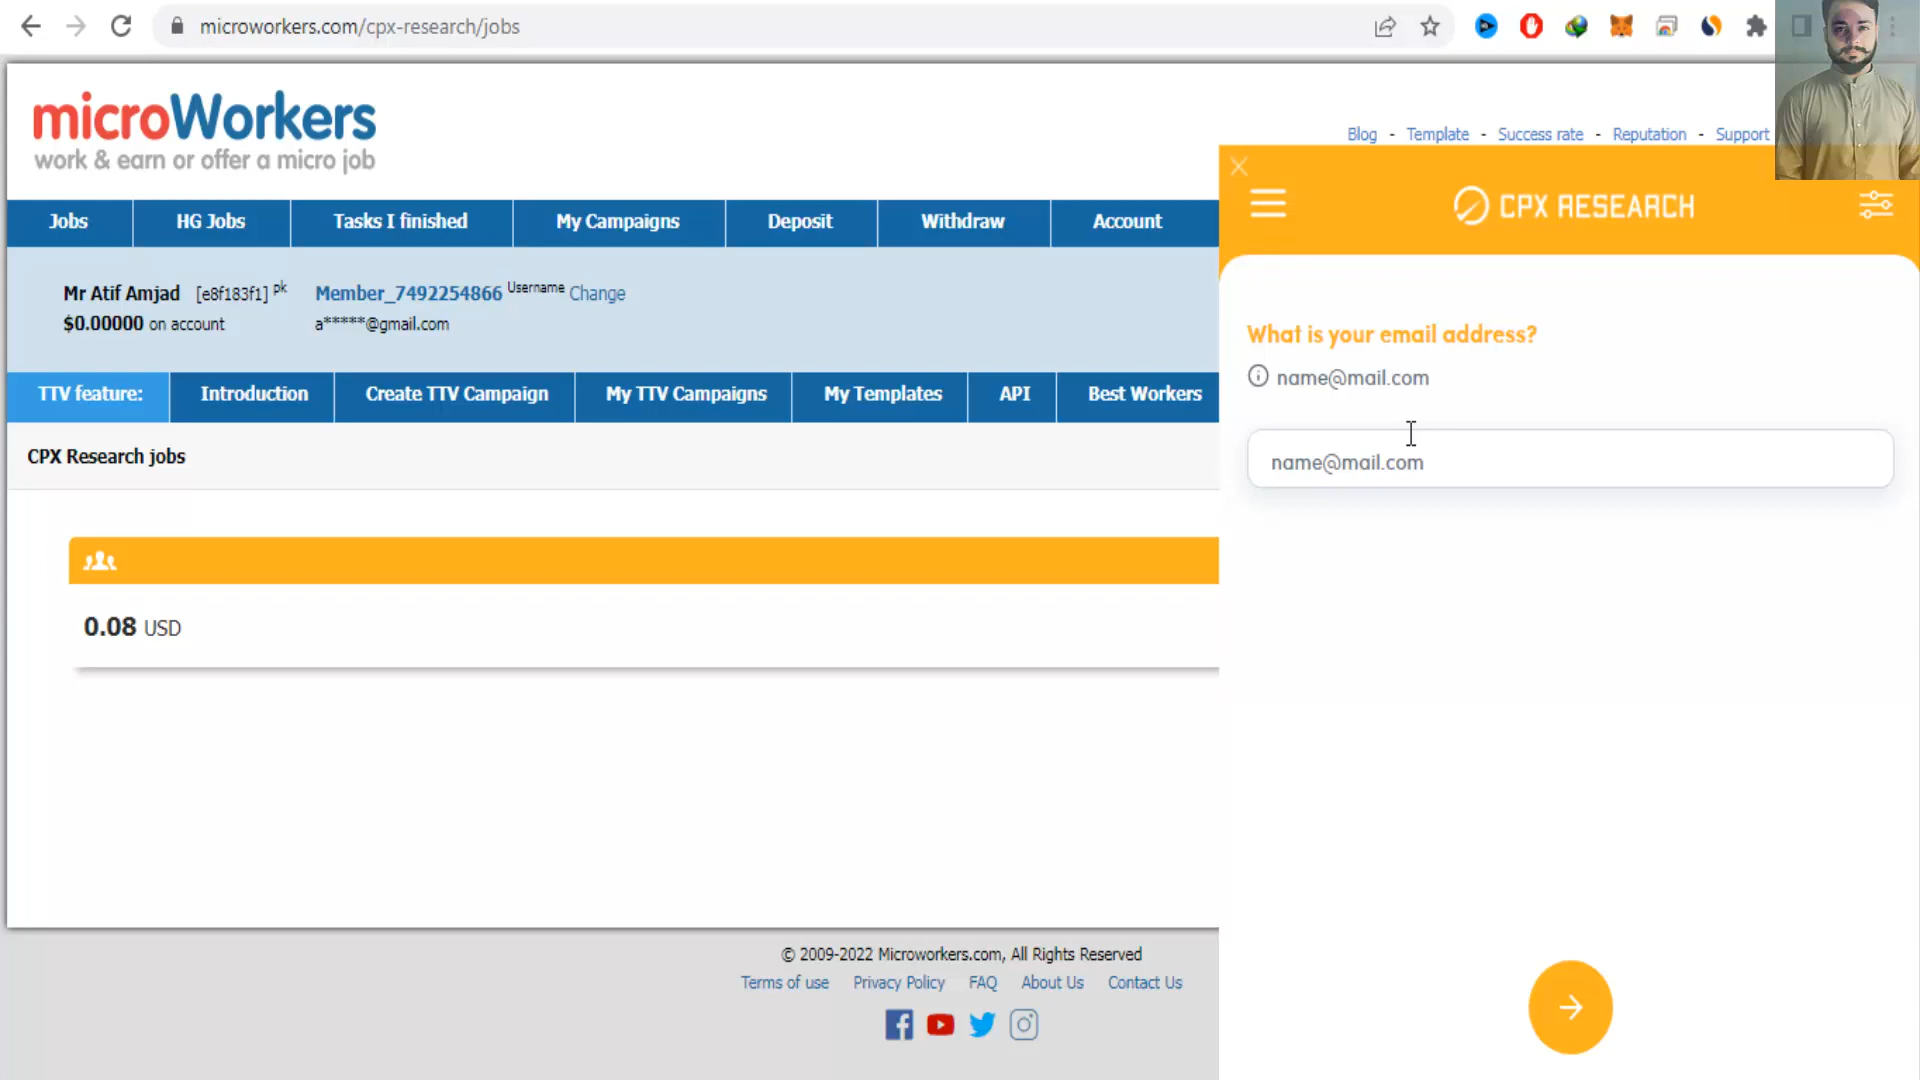 microworkers.com/cpx-research/jobs
microWorkers
work & earn or offer a micro job
Blog - Template - Success rate - Reputation - Support
CPX RESEARCH
Jobs HG Jobs Tasks I finished My Campaigns Deposit Withdraw Account
Mr Atif Amjad [e8f183f1] pk Member_7492254866 Username Change
$0.00000 on account a*****@gmail.com
What is your email address?
name@mail.com
TTV feature: Introduction Create TTV Campaign My TTV Campaigns My Templates API Best Workers
CPX Research jobs
name@mail.com
0.08 USD
© 2009-2022 Microworkers.com, All Rights Reserved
Terms of use Privacy Policy FAQ About Us Contact Us